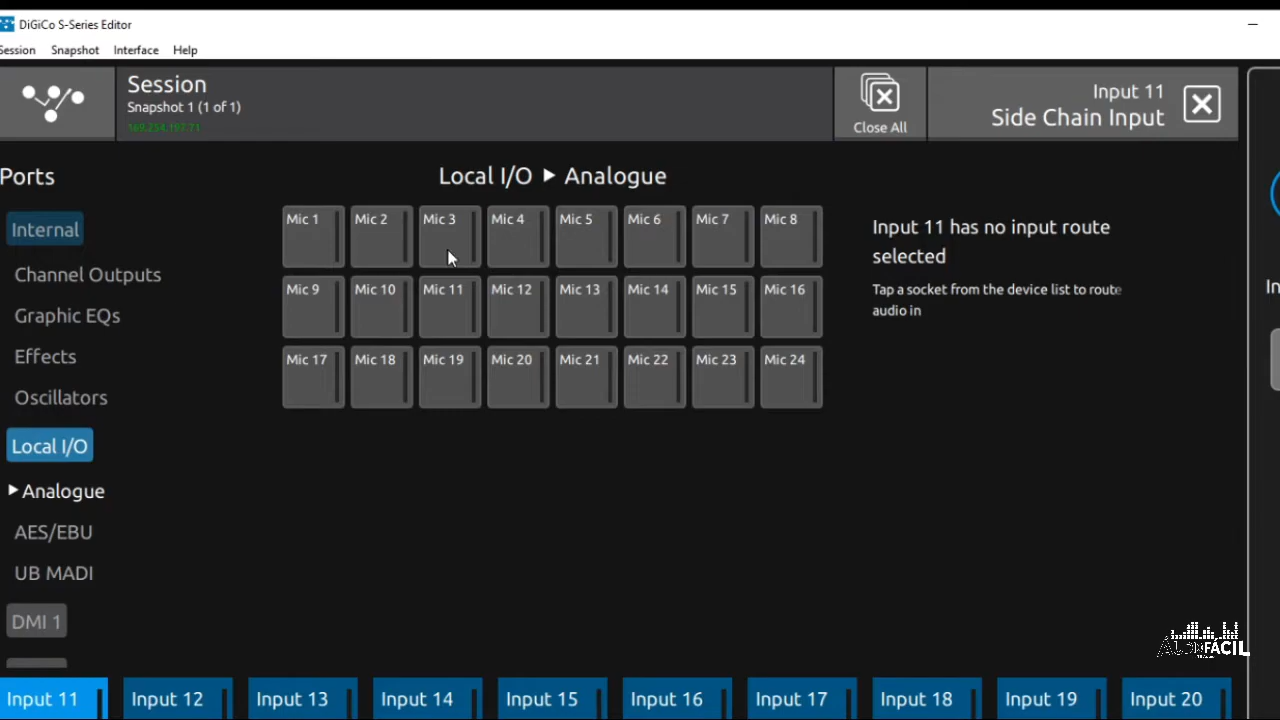 DiGiCo S-Series Editor
Session Snapshot Interface Help
Session
Snapshot 1 (1 of 1)
169.254.197.71
Close All
Input 11
Side Chain Input
Ports
Local I/O ▶ Analogue
Internal
Channel Outputs
Graphic EQs
Effects
Oscillators
Local I/O
▶ Analogue
AES/EBU
UB MADI
DMI 1
Mic 1 Mic 2 Mic 3 Mic 4 Mic 5 Mic 6 Mic 7 Mic 8
Mic 9 Mic 10 Mic 11 Mic 12 Mic 13 Mic 14 Mic 15 Mic 16
Mic 17 Mic 18 Mic 19 Mic 20 Mic 21 Mic 22 Mic 23 Mic 24
Input 11 has no input route
selected
Tap a socket from the device list to route
audio in
In
AUDIOFACIL
Input 11 Input 12 Input 13 Input 14 Input 15 Input 16 Input 17 Input 18 Input 19 Input 20